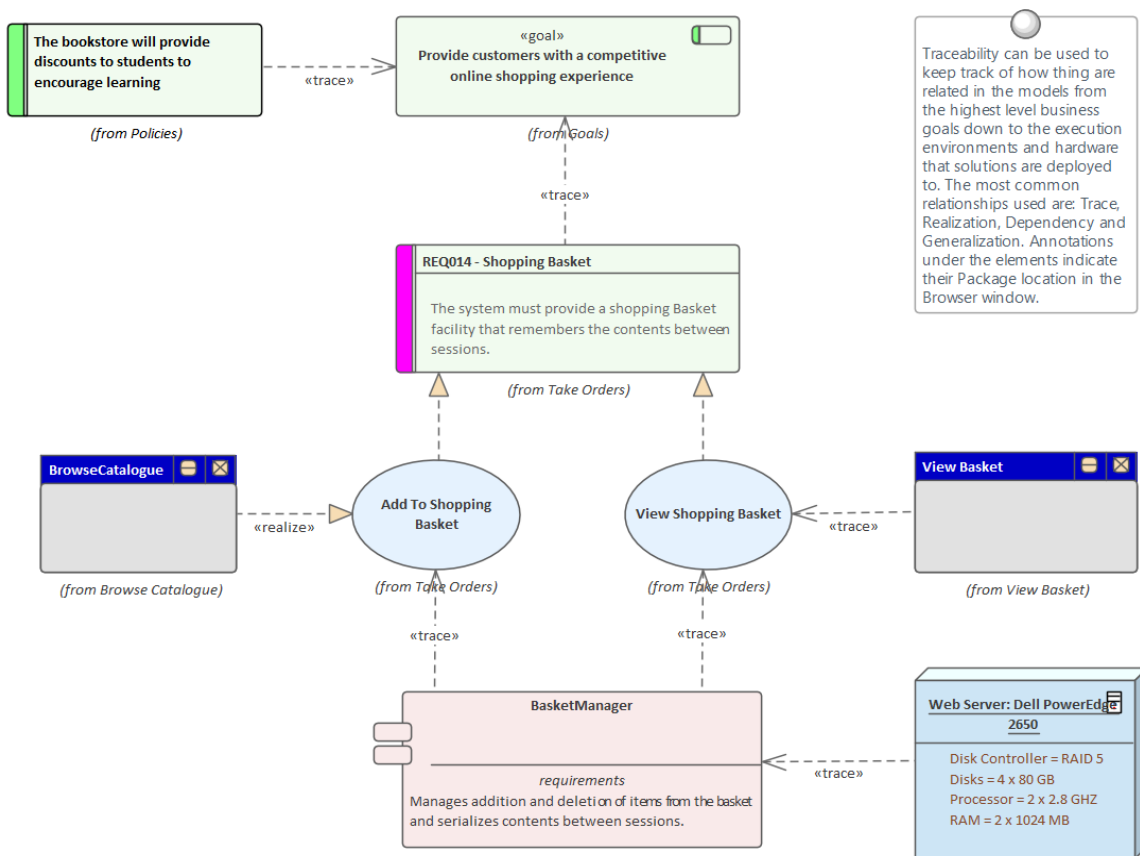 The bookstore will provide
discounts to students to
encourage learning
(from Policies)
«trace»
«goal»
Provide customers with a competitive
online shopping experience
(from Goals)
«trace»
Traceability can be used to
keep track of how thing are
related in the models from
the highest level business
goals down to the execution
environments and hardware
that solutions are deployed
to. The most common
relationships used are: Trace,
Realization, Dependency and
Generalization. Annotations
under the elements indicate
their Package location in the
Browser window.
REQ014 - Shopping Basket
The system must provide a shopping Basket
facility that remembers the contents between
sessions.
(from Take Orders)
BrowseCatalogue
(from Browse Catalogue)
«realize»
Add To Shopping
Basket
(from Take Orders)
View Shopping Basket
(from Take Orders)
«trace»
View Basket
(from View Basket)
«trace»
«trace»
BasketManager
requirements
Manages addition and deletion of items from the basket
and serializes contents between sessions.
«trace»
Web Server: Dell PowerEdge
2650
Disk Controller = RAID 5
Disks = 4 x 80 GB
Processor = 2 x 2.8 GHZ
RAM = 2 x 1024 MB